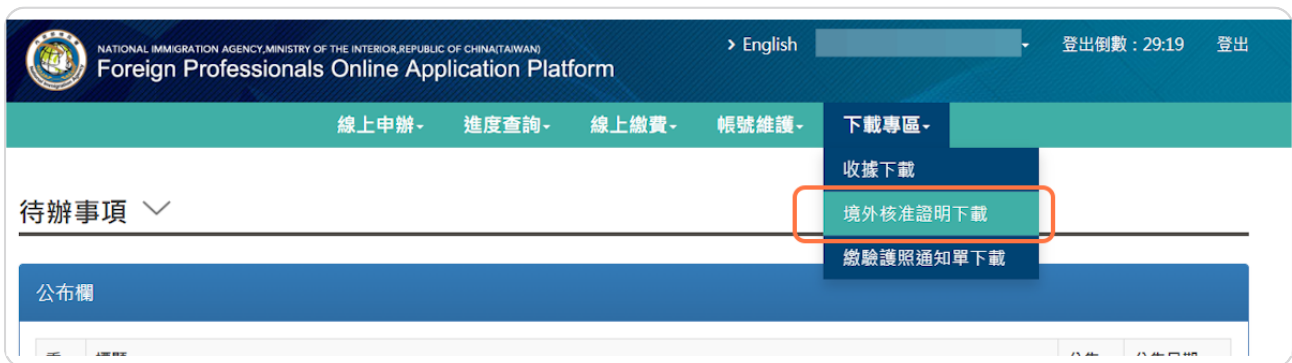 NATIONAL IMMIGRATION AGENCY,MINISTRY OF THE INTERIOR,REPUBLIC OF CHINA(TAIWAN)
Foreign Professionals Online Application Platform
English
登出倒數：29:19
登出
線上申辦 進度查詢 線上繳費 帳號維護 下載專區
收據下載
境外核准證明下載
繳驗護照通知單下載
待辦事項
公布欄